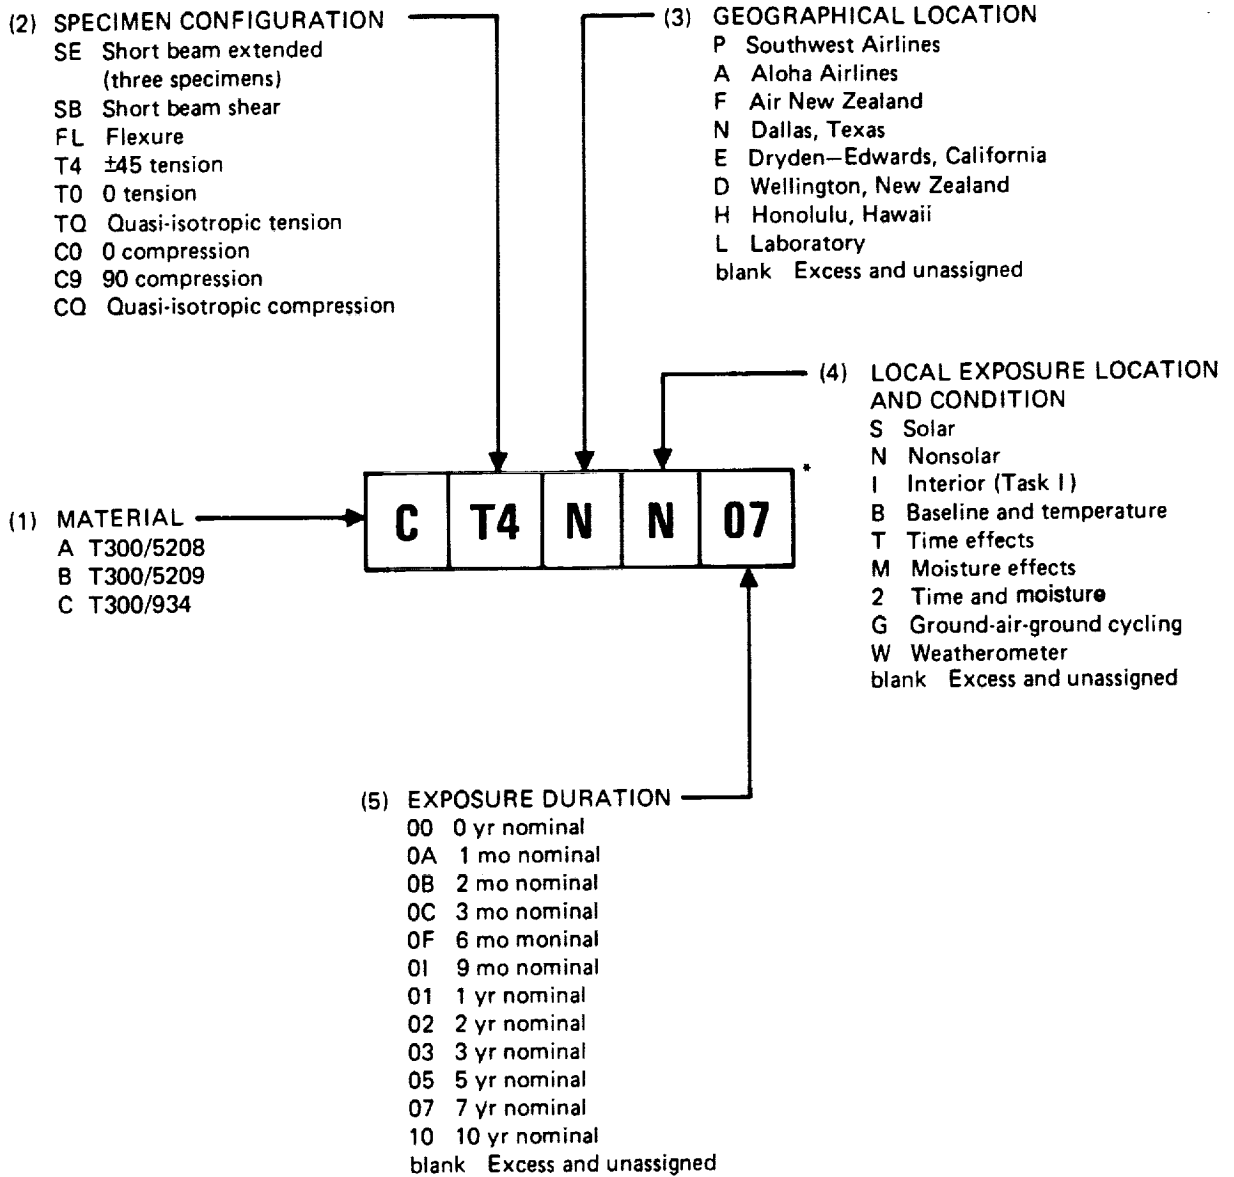 (2) SPECIMEN CONFIGURATION
SE Short beam extended
(three specimens)
SB Short beam shear
FL Flexure
T4 ±45 tension
T0 0 tension
TQ Quasi-isotropic tension
C0 0 compression
C9 90 compression
CQ Quasi-isotropic compression
(3) GEOGRAPHICAL LOCATION
P Southwest Airlines
A Aloha Airlines
F Air New Zealand
N Dallas, Texas
E Dryden—Edwards, California
D Wellington, New Zealand
H Honolulu, Hawaii
L Laboratory
blank Excess and unassigned
(4) LOCAL EXPOSURE LOCATION
AND CONDITION
S Solar
N Nonsolar
I Interior (Task I)
B Baseline and temperature
T Time effects
M Moisture effects
2 Time and moisture
G Ground-air-ground cycling
W Weatherometer
blank Excess and unassigned
(1) MATERIAL
A T300/5208
B T300/5209
C T300/934
C T4 N N 07 *
(5) EXPOSURE DURATION
00 0 yr nominal
0A 1 mo nominal
0B 2 mo nominal
0C 3 mo nominal
0F 6 mo moninal
0I 9 mo nominal
01 1 yr nominal
02 2 yr nominal
03 3 yr nominal
05 5 yr nominal
07 7 yr nominal
10 10 yr nominal
blank Excess and unassigned